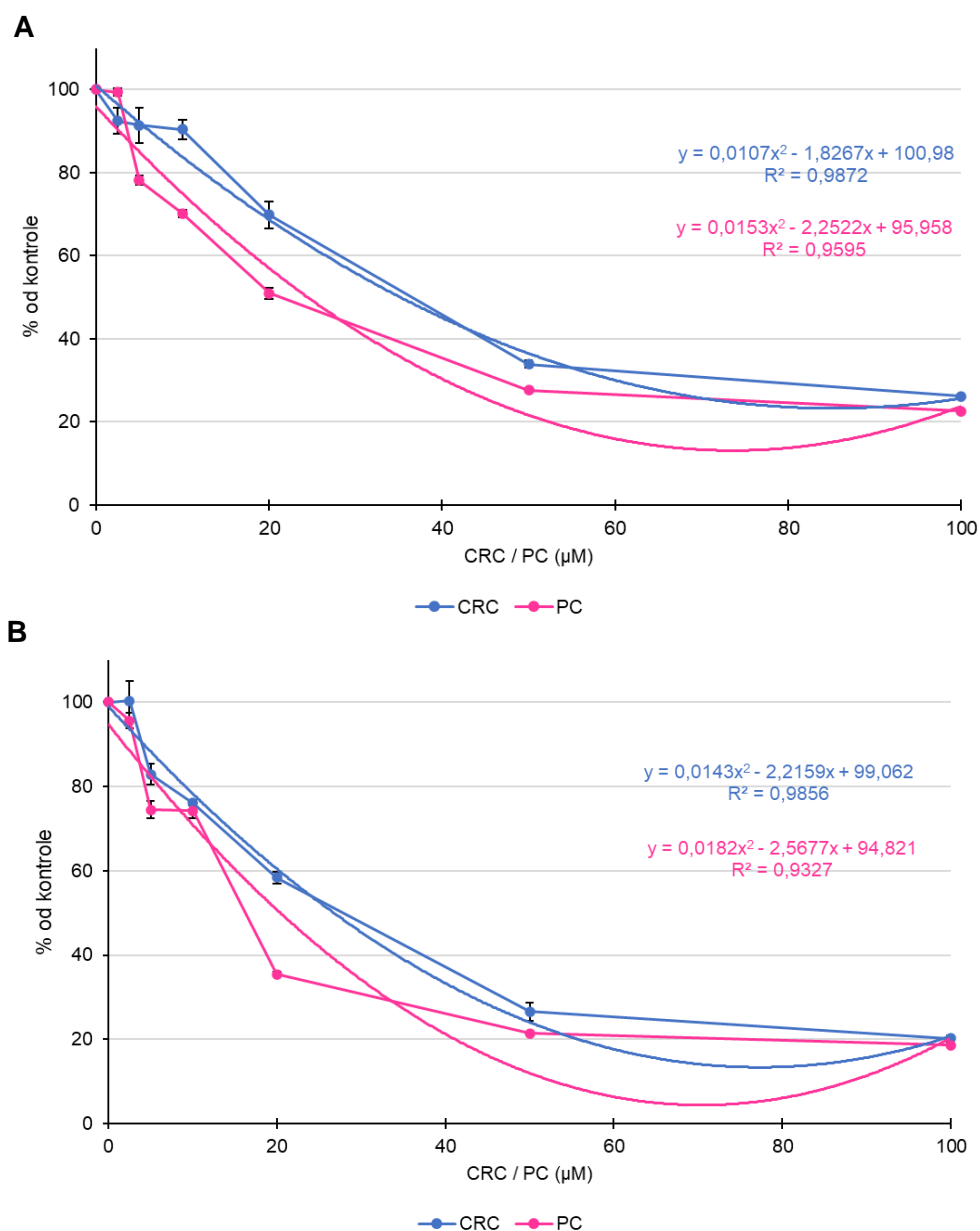 A
100
80
60
40
20
0
% od kontrole
y = 0,0107x² - 1,8267x + 100,98
R² = 0,9872
y = 0,0153x² - 2,2522x + 95,958
R² = 0,9595
0 20 40 60 80 100
CRC / PC (µM)
CRC PC
B
100
80
60
40
20
0
% od kontrole
y = 0,0143x² - 2,2159x + 99,062
R² = 0,9856
y = 0,0182x² - 2,5677x + 94,821
R² = 0,9327
0 20 40 60 80 100
CRC / PC (µM)
CRC PC